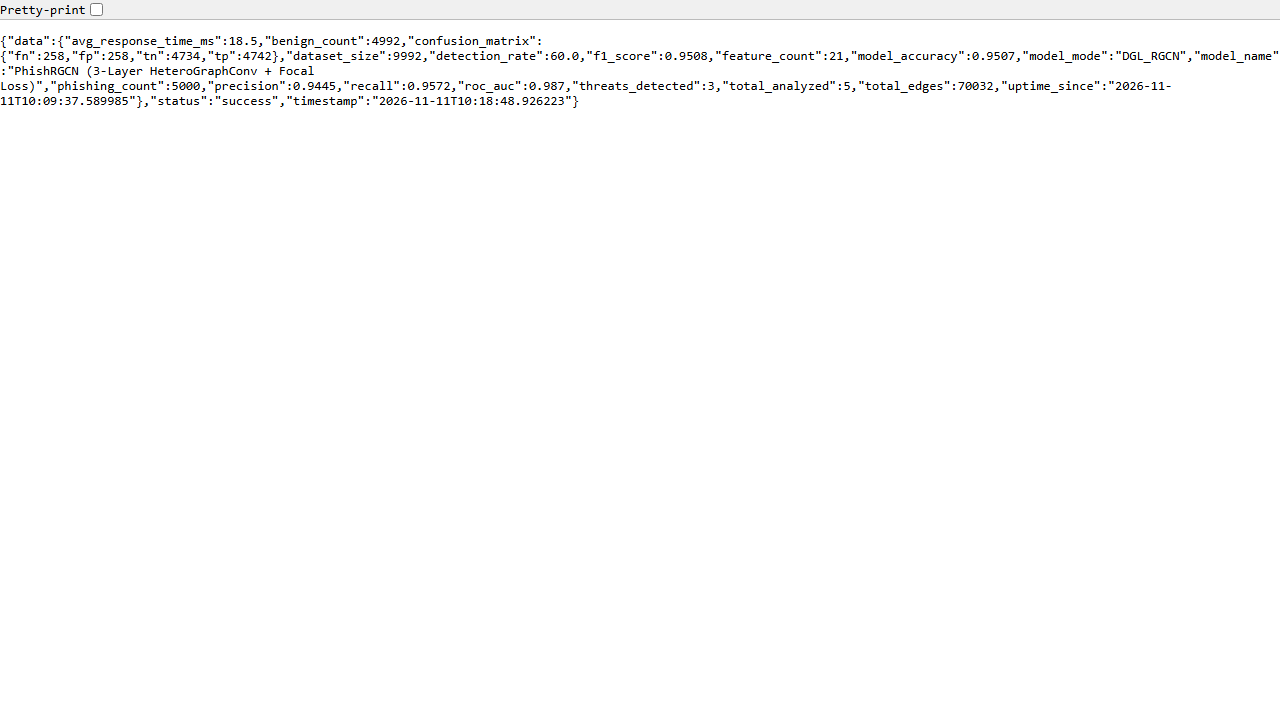 Pretty-print
{"data":{"avg_response_time_ms":18.5,"benign_count":4992,"confusion_matrix":
{"fn":258,"fp":258,"tn":4734,"tp":4742},"dataset_size":9992,"detection_rate":60.0,"f1_score":0.9508,"feature_count":21,"model_accuracy":0.9507,"model_mode":"DGL_RGCN","model_name"
:"PhishRGCN (3-Layer HeteroGraphConv + Focal
Loss)","phishing_count":5000,"precision":0.9445,"recall":0.9572,"roc_auc":0.987,"threats_detected":3,"total_analyzed":5,"total_edges":70032,"uptime_since":"2026-11-
11T10:09:37.589985"},"status":"success","timestamp":"2026-11-11T10:18:48.926223"}